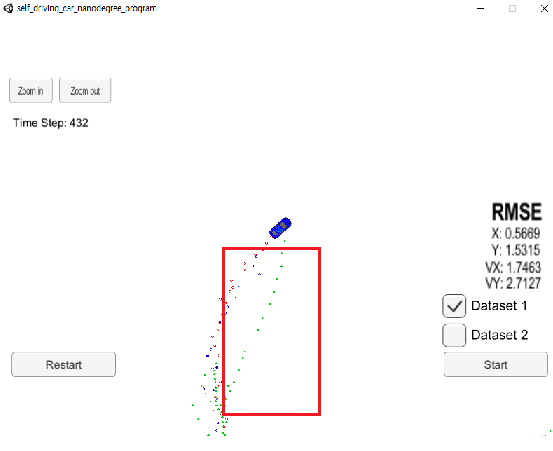 self_driving_car_nanodegree_program
Zoom in
Zoom out
Time Step: 432
RMSE
X: 0.5669
Y: 1.5315
VX: 1.7463
VY: 2.7127
Dataset 1
Dataset 2
Restart
Start